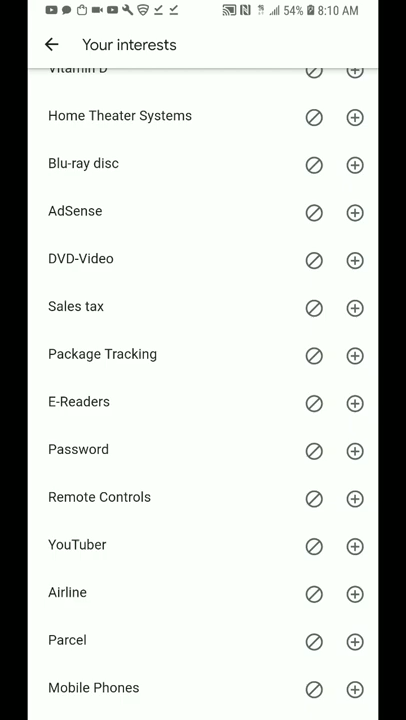 54% 8:10 AM
Your interests
Vitamin D
Home Theater Systems
Blu-ray disc
AdSense
DVD-Video
Sales tax
Package Tracking
E-Readers
Password
Remote Controls
YouTuber
Airline
Parcel
Mobile Phones